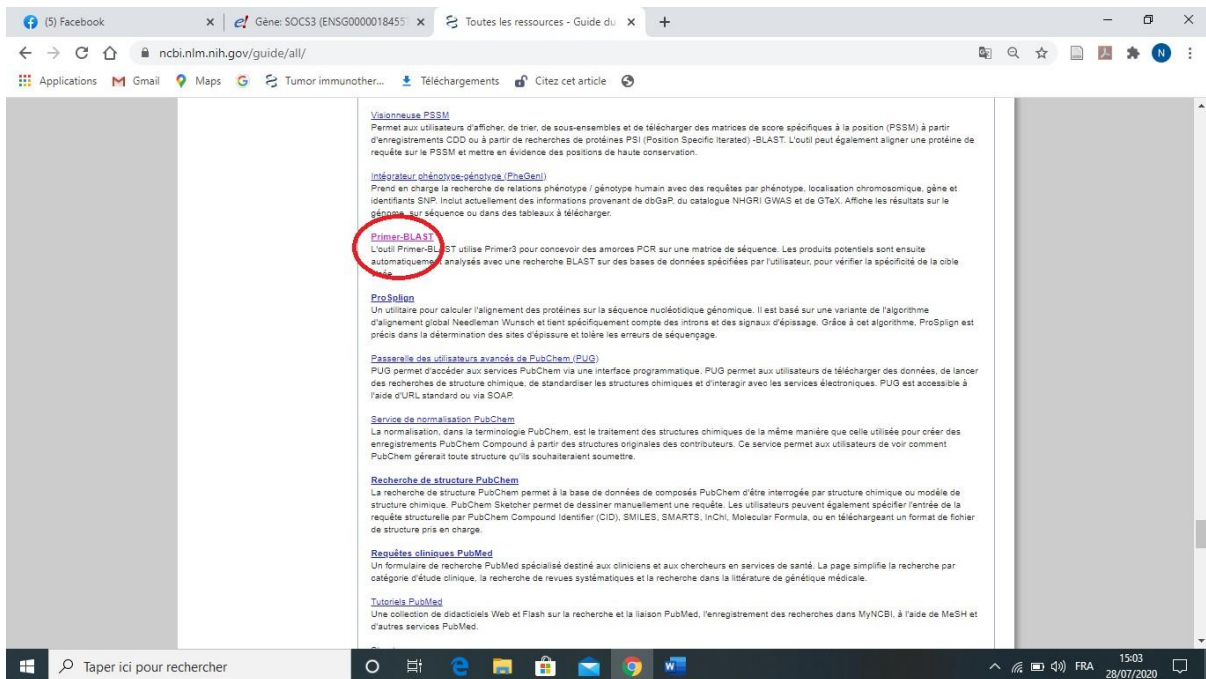 (5) Facebook
Gène: SOCS3 (ENSG0000018455
Toutes les ressources - Guide du
ncbi.nlm.nih.gov/guide/all/
N
Applications
Gmail
Maps
Tumor immunother...
Téléchargements
Citez cet article
Visionneuse PSSM
Permet aux utilisateurs d'afficher, de trier, de sous-ensembles et de télécharger des matrices de score spécifiques à la position (PSSM) à partir
d'enregistrements CDD ou à partir de recherches de protéines PSI (Position Specific Iterated) -BLAST. L'outil peut également aligner une protéine de
requête sur le PSSM et mettre en évidence des positions de haute conservation.
Intégrateur phénotype-génotype (PheGenI)
Prend en charge la recherche de relations phénotype / génotype humain avec des requêtes par phénotype, localisation chromosomique, gène et
identifiants SNP. Inclut actuellement des informations provenant de dbGaP, du catalogue NHGRI GWAS et de GTeX. Affiche les résultats sur le
génome, sur séquence ou dans des tableaux à télécharger.
Primer-BLAST
L'outil Primer-BLAST utilise Primer3 pour concevoir des amorces PCR sur une matrice de séquence. Les produits potentiels sont ensuite
automatiquement analysés avec une recherche BLAST sur des bases de données spécifiées par l'utilisateur, pour vérifier la spécificité de la cible
ProSplign
Un utilitaire pour calculer l'alignement des protéines sur la séquence nucléotidique génomique. Il est basé sur une variante de l'algorithme
d'alignement global Needleman Wunsch et tient spécifiquement compte des introns et des signaux d'épissage. Grâce à cet algorithme, ProSplign est
précis dans la détermination des sites d'épissure et tolère les erreurs de séquençage.
Passerelle des utilisateurs avancés de PubChem (PUG)
PUG permet d'accéder aux services PubChem via une interface programmatique. PUG permet aux utilisateurs de télécharger des données, de lancer
des recherches de structure chimique, de standardiser les structures chimiques et d'interagir avec les services électroniques. PUG est accessible à
l'aide d'URL standard ou via SOAP.
Service de normalisation PubChem
La normalisation, dans la terminologie PubChem, est le traitement des structures chimiques de la même manière que celle utilisée pour créer des
enregistrements PubChem Compound à partir des structures originales des contributeurs. Ce service permet aux utilisateurs de voir comment
PubChem gérerait toute structure qu'ils souhaiteraient soumettre.
Recherche de structure PubChem
La recherche de structure PubChem permet à la base de données de composés PubChem d'être interrogée par structure chimique ou modèle de
structure chimique. PubChem Sketcher permet de dessiner manuellement une requête. Les utilisateurs peuvent également spécifier l'entrée de la
requête structurelle par PubChem Compound Identifier (CID), SMILES, SMARTS, InChI, Molecular Formula, ou en téléchargeant un format de fichier
de structure pris en charge.
Requêtes cliniques PubMed
Un formulaire de recherche PubMed spécialisé destiné aux cliniciens et aux chercheurs en services de santé. La page simplifie la recherche par
catégorie d'étude clinique, la recherche de revues systématiques et la recherche dans la littérature de génétique médicale.
Tutoriels PubMed
Une collection de didacticiels Web et Flash sur la recherche et la liaison PubMed, l'enregistrement des recherches dans MyNCBI, à l'aide de MeSH et
d'autres services PubMed.
Taper ici pour rechercher
FRA
15:03
28/07/2020